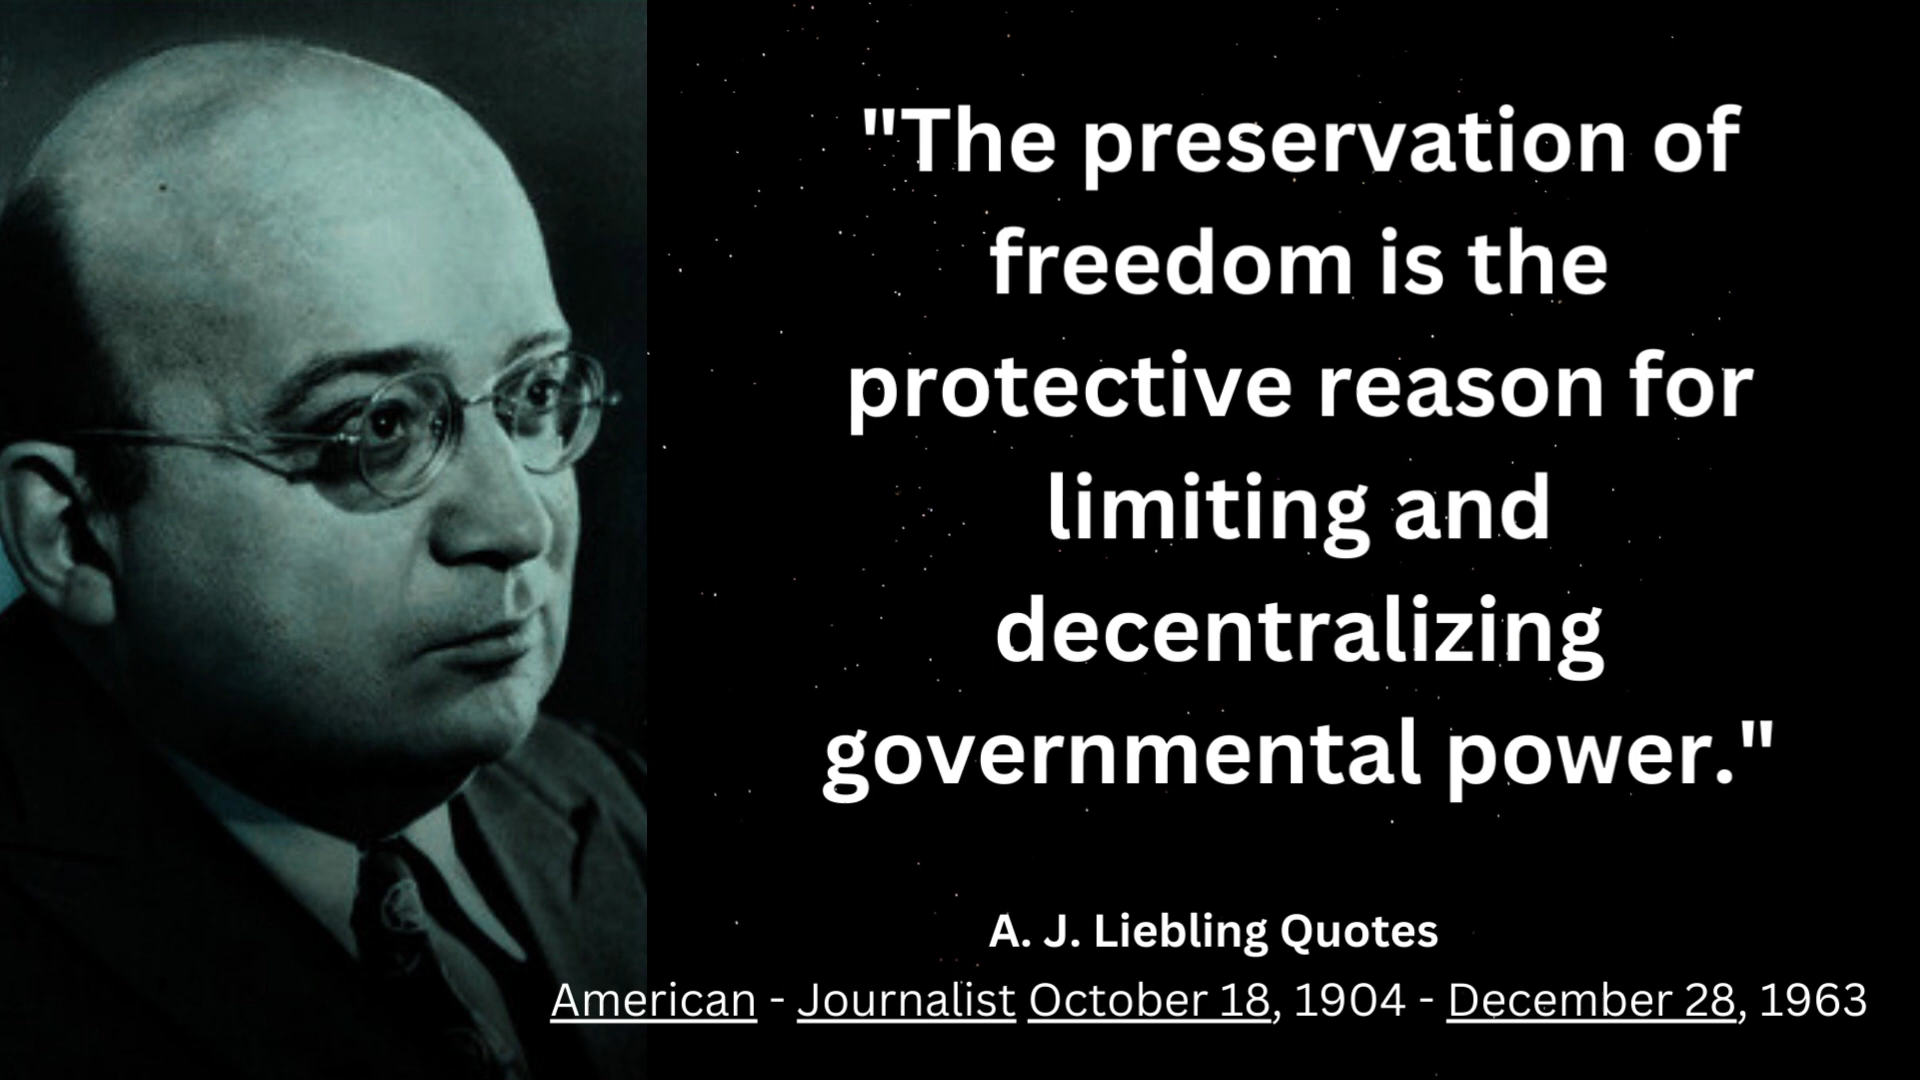 "The preservation of
freedom is the
protective reason for
limiting and
decentralizing
governmental power."
A. J. Liebling Quotes
American - Journalist October 18, 1904 - December 28, 1963